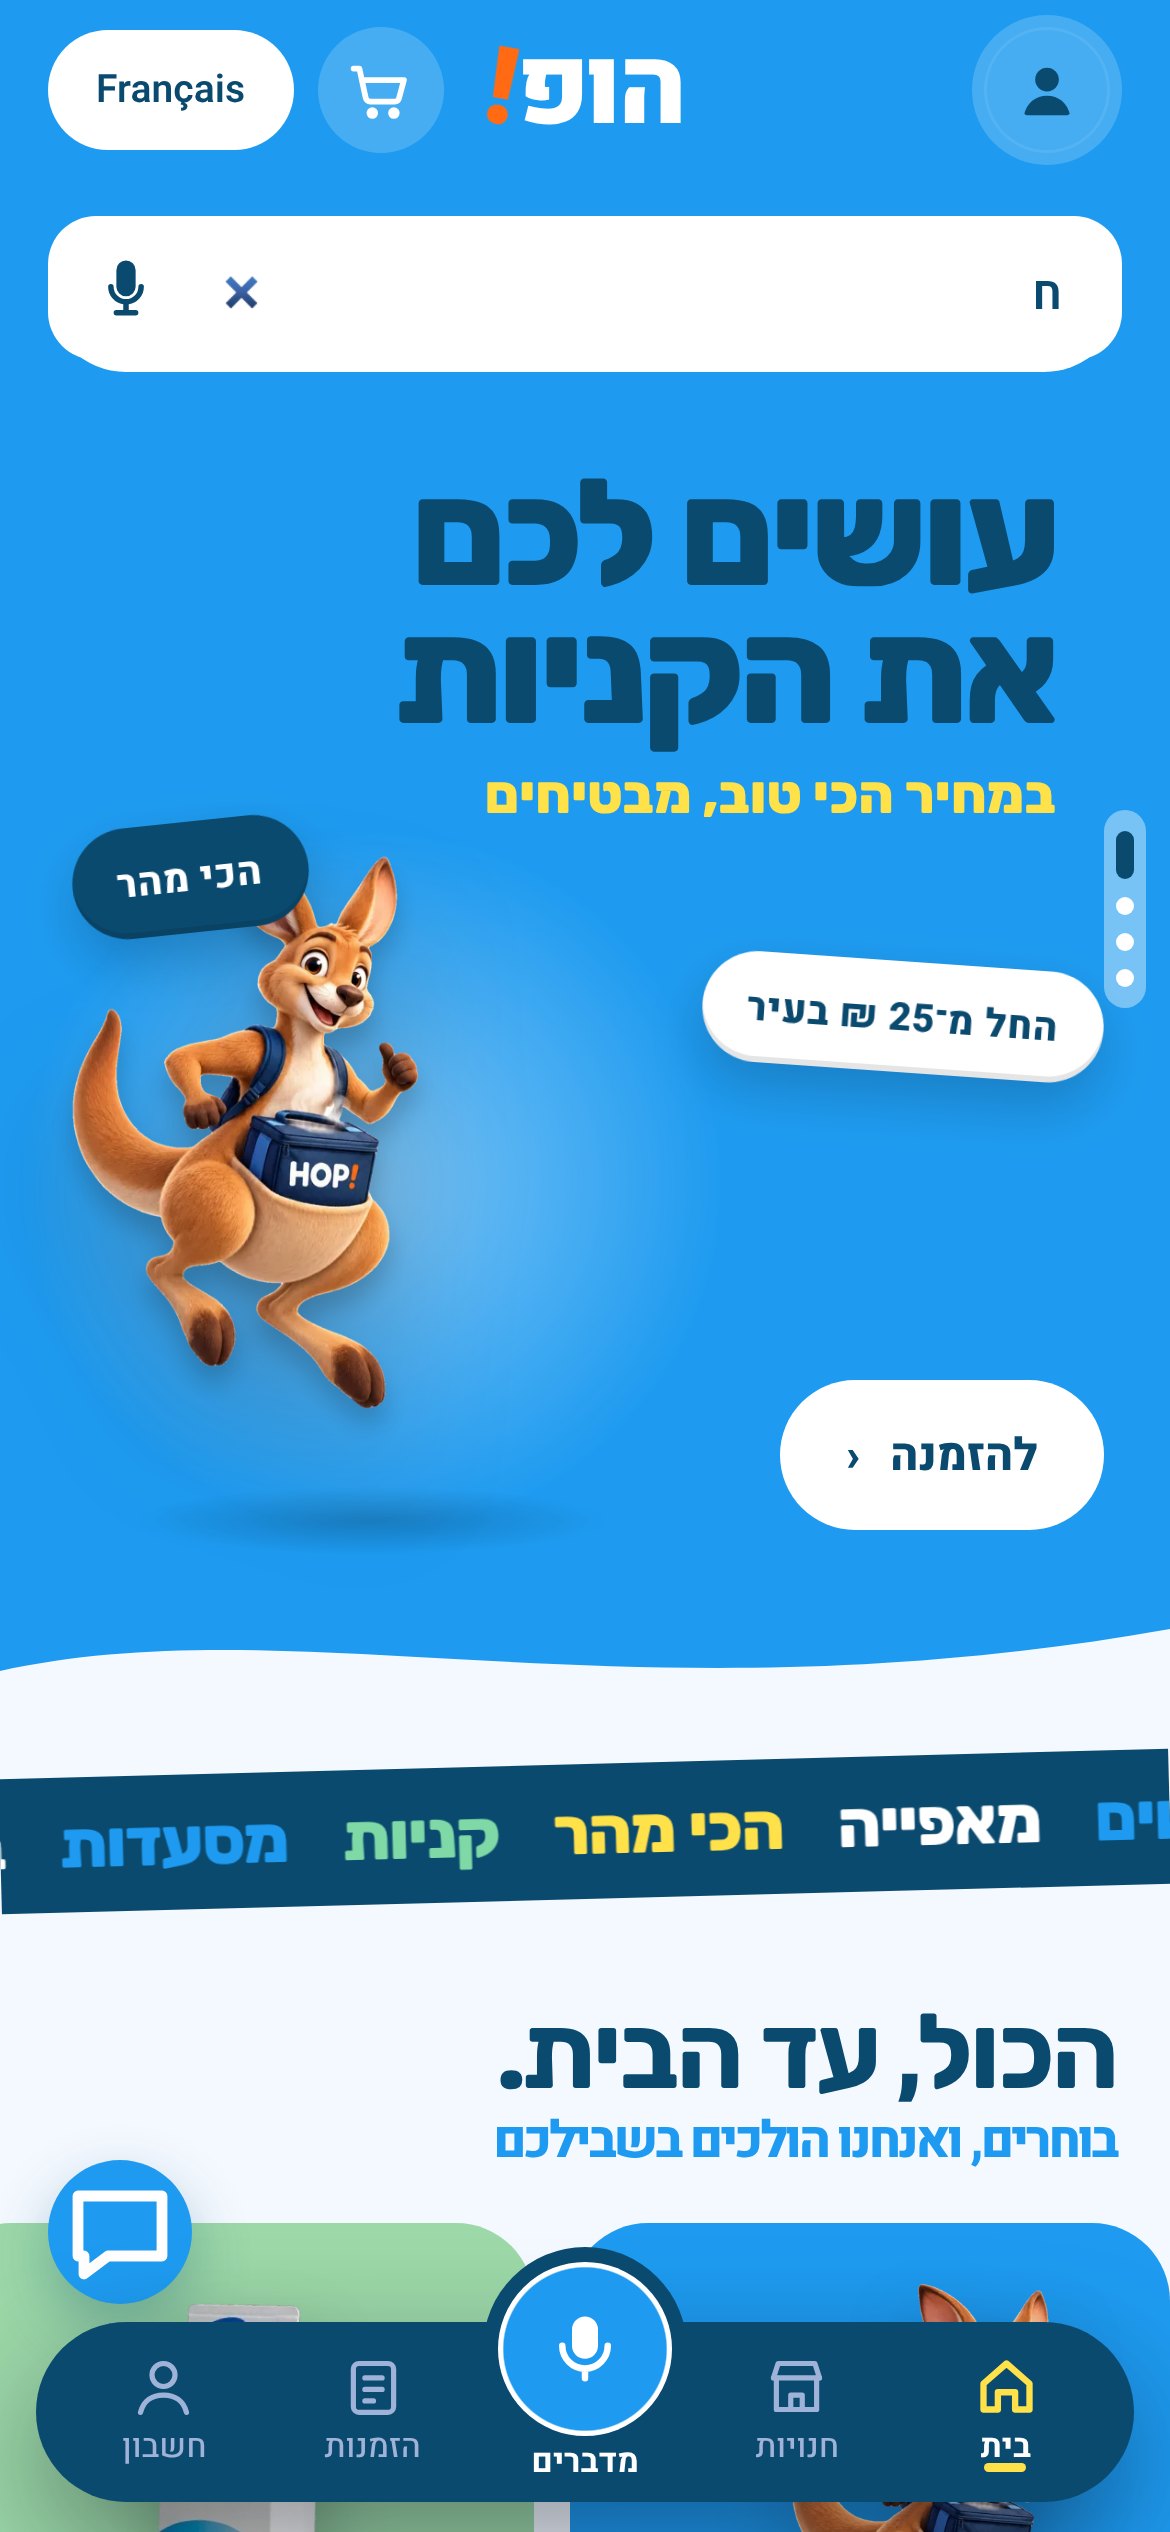 הופ!
Français
ח
עושים לכם
את הקניות
במחיר הכי טוב, מבטיחים
הכי מהר
החל מ־25 ₪ בעיר
HOP!
להזמנה ‹
מאפייה הכי מהר קניות מסעדות
הכול, עד הבית.
בוחרים, ואנחנו הולכים בשבילכם
בית
חנויות
מדברים
הזמנות
חשבון